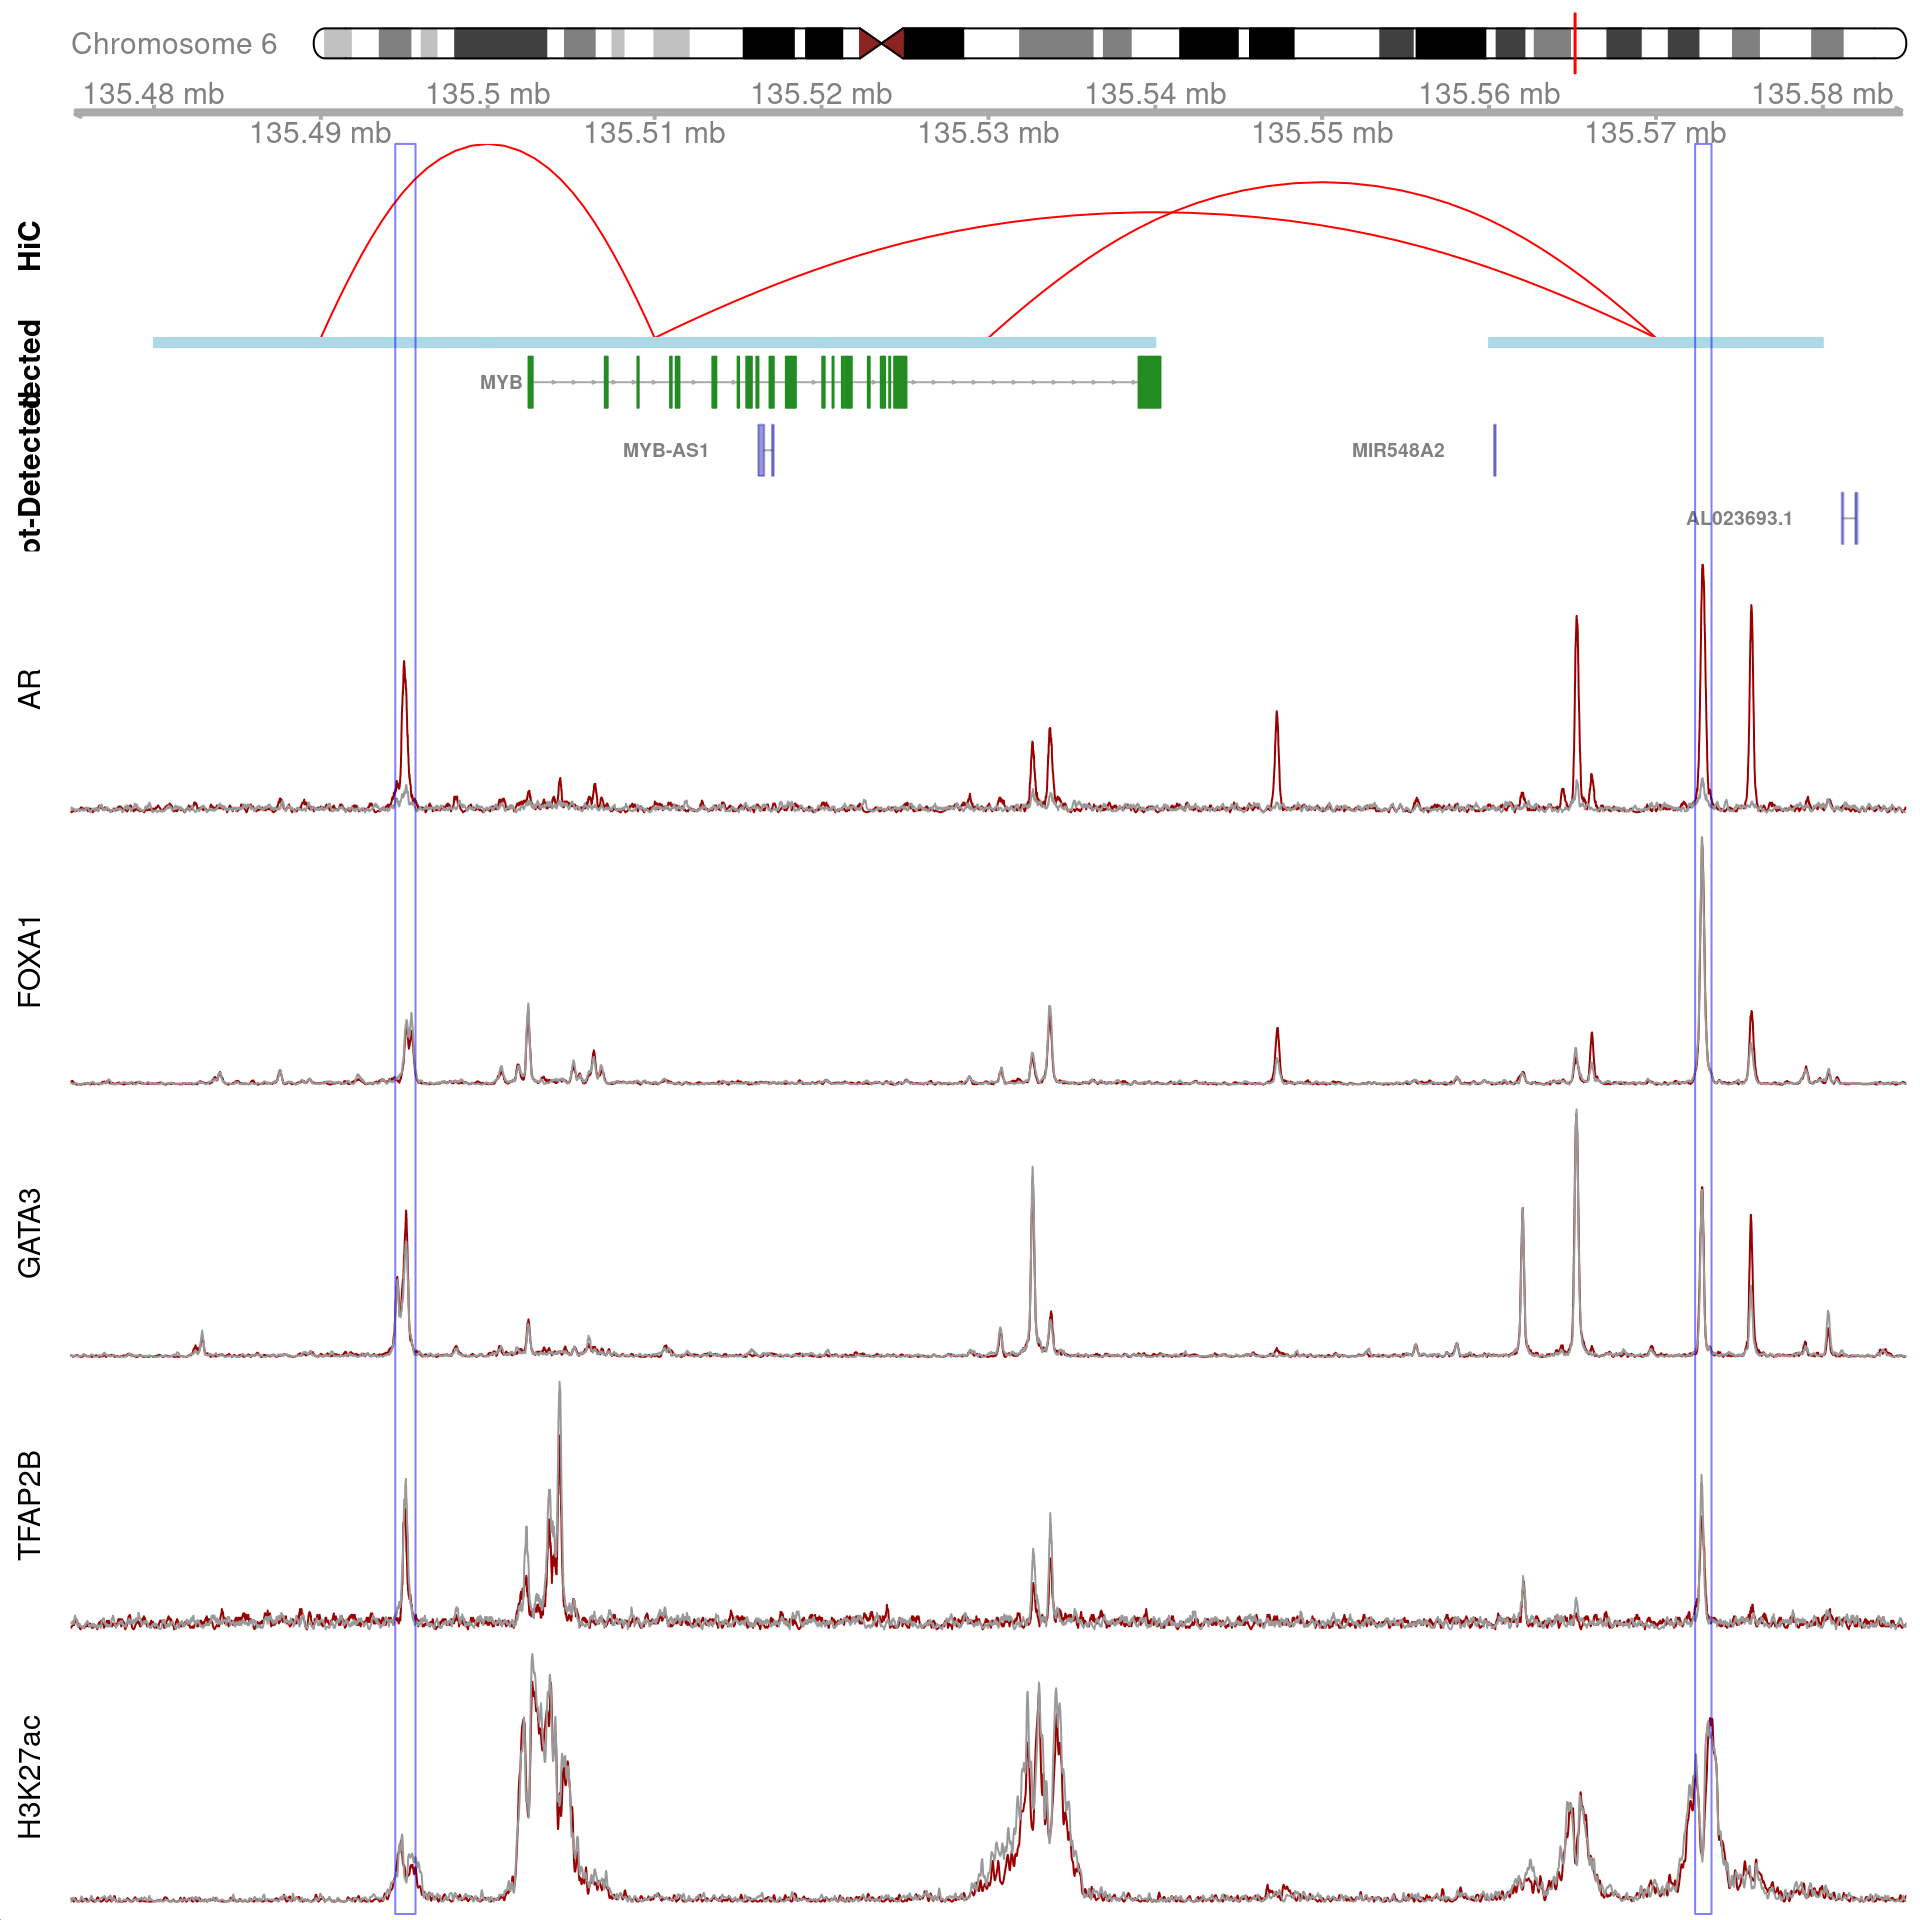 Chromosome 6
135.48 mb 135.5 mb 135.52 mb 135.54 mb 135.56 mb 135.58 mb
135.49 mb 135.51 mb 135.53 mb 135.55 mb 135.57 mb
HiC
MYB
MYB-AS1
MIR548A2
AL023693.1
ot-Detected
AR
FOXA1
GATA3
TFAP2B
H3K27ac